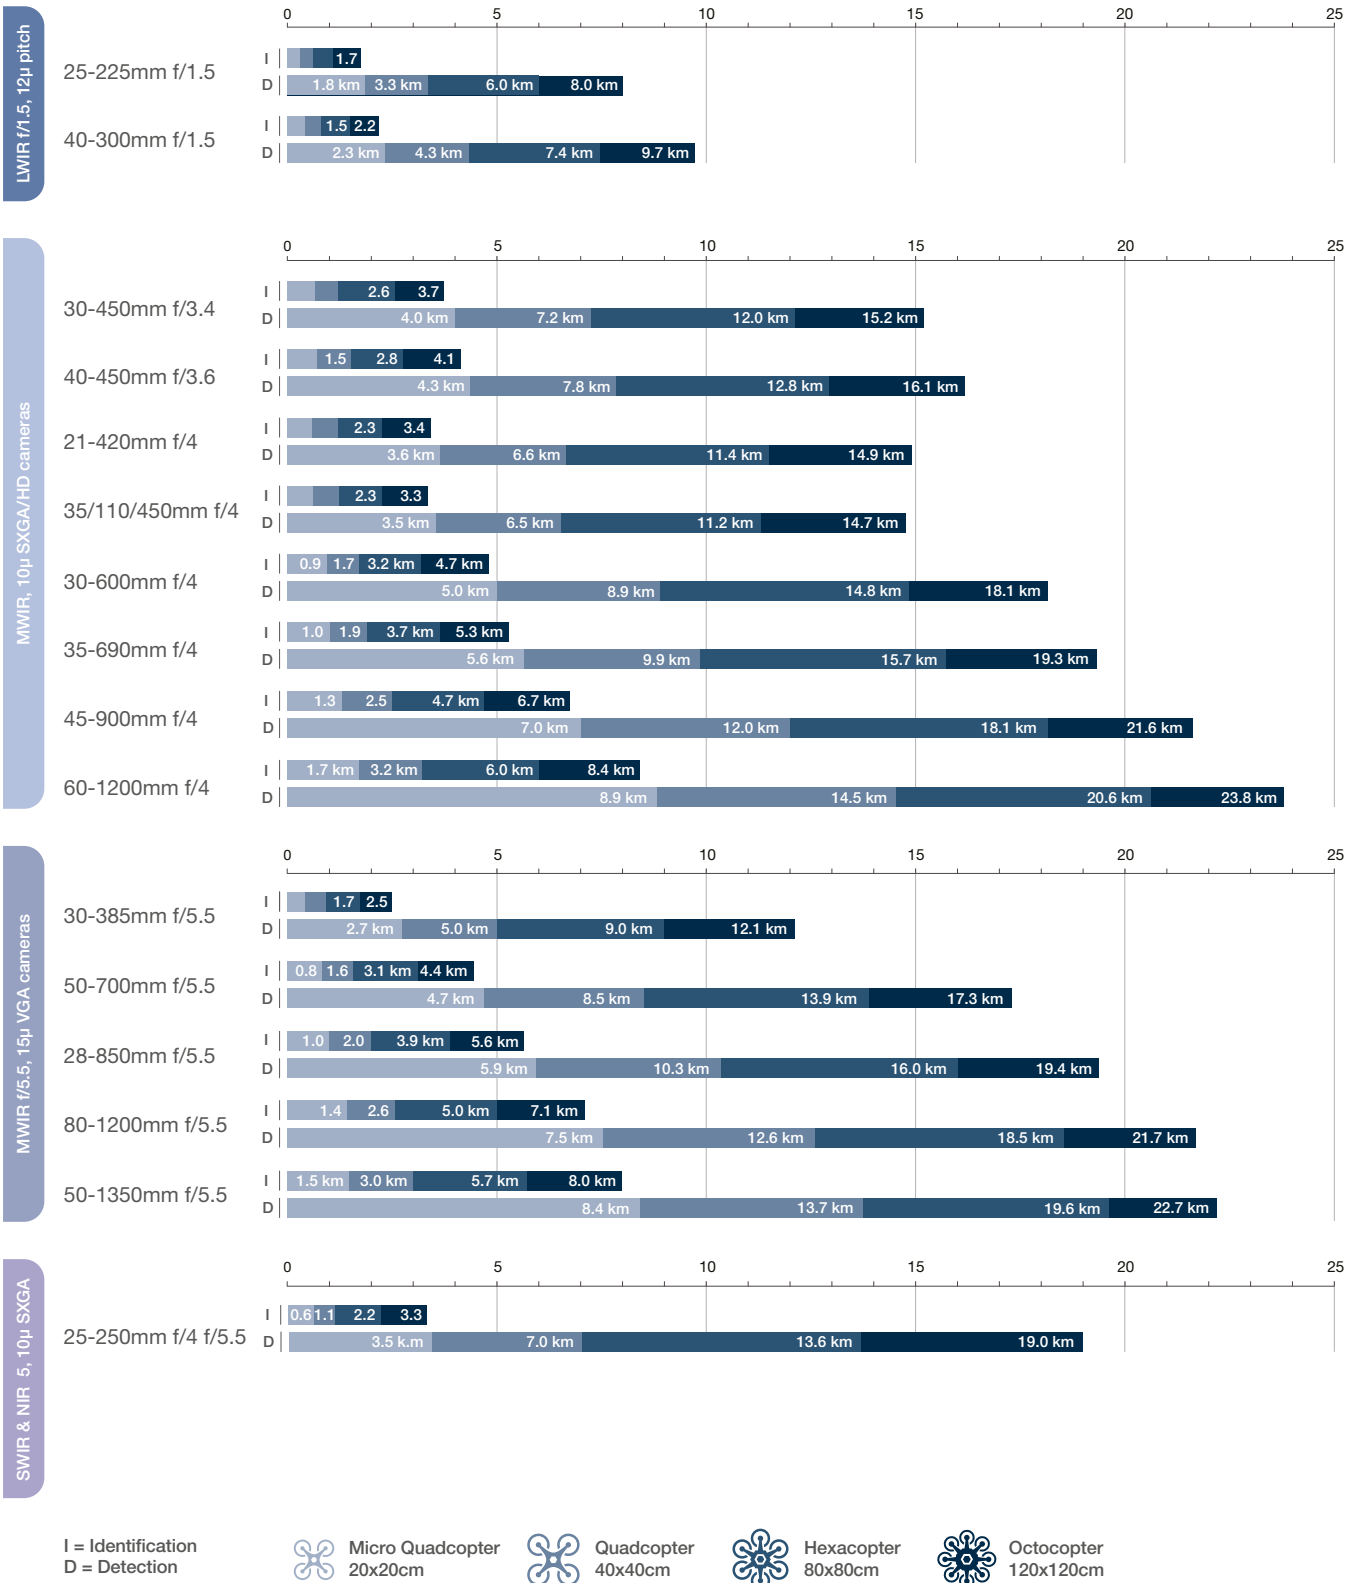 LWIR f/1.5, 12µ pitch
0 5 10 15 20 25
25-225mm f/1.5
I 1.7
D 1.8 km 3.3 km 6.0 km 8.0 km
40-300mm f/1.5
I 1.5 2.2
D 2.3 km 4.3 km 7.4 km 9.7 km
MWIR, 10µ SXGA/HD cameras
0 5 10 15 20 25
30-450mm f/3.4
I 2.6 3.7
D 4.0 km 7.2 km 12.0 km 15.2 km
40-450mm f/3.6
I 1.5 2.8 4.1
D 4.3 km 7.8 km 12.8 km 16.1 km
21-420mm f/4
I 2.3 3.4
D 3.6 km 6.6 km 11.4 km 14.9 km
35/110/450mm f/4
I 2.3 3.3
D 3.5 km 6.5 km 11.2 km 14.7 km
30-600mm f/4
I 0.9 1.7 3.2 km 4.7 km
D 5.0 km 8.9 km 14.8 km 18.1 km
35-690mm f/4
I 1.0 1.9 3.7 km 5.3 km
D 5.6 km 9.9 km 15.7 km 19.3 km
45-900mm f/4
I 1.3 2.5 4.7 km 6.7 km
D 7.0 km 12.0 km 18.1 km 21.6 km
60-1200mm f/4
I 1.7 km 3.2 km 6.0 km 8.4 km
D 8.9 km 14.5 km 20.6 km 23.8 km
MWIR f/5.5, 15µ VGA cameras
0 5 10 15 20 25
30-385mm f/5.5
I 1.7 2.5
D 2.7 km 5.0 km 9.0 km 12.1 km
50-700mm f/5.5
I 0.8 1.6 3.1 km 4.4 km
D 4.7 km 8.5 km 13.9 km 17.3 km
28-850mm f/5.5
I 1.0 2.0 3.9 km 5.6 km
D 5.9 km 10.3 km 16.0 km 19.4 km
80-1200mm f/5.5
I 1.4 2.6 5.0 km 7.1 km
D 7.5 km 12.6 km 18.5 km 21.7 km
50-1350mm f/5.5
I 1.5 km 3.0 km 5.7 km 8.0 km
D 8.4 km 13.7 km 19.6 km 22.7 km
SWIR & NIR 5, 10µ SXGA
0 5 10 15 20 25
25-250mm f/4 f/5.5
I 0.6 1.1 2.2 3.3
D 3.5 k.m 7.0 km 13.6 km 19.0 km
I = Identification
D = Detection
Micro Quadcopter
20x20cm
Quadcopter
40x40cm
Hexacopter
80x80cm
Octocopter
120x120cm